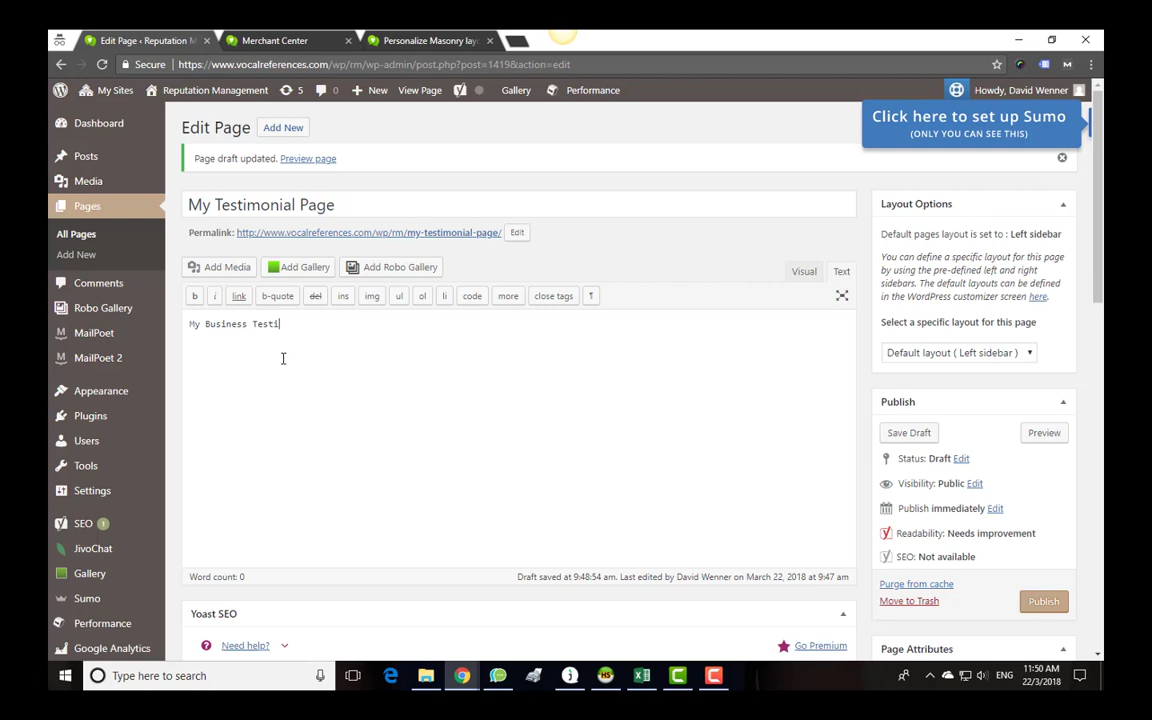 Edit Page ‹ Reputation M
Merchant Center
Personalize Masonry layo
Secure
https://www.vocalreferences.com/wp/rm/wp-admin/post.php?post=1419&action=edit
My Sites
Reputation Management
5
0
New
View Page
Gallery
Performance
Howdy, David Wenner
Click here to set up Sumo
(ONLY YOU CAN SEE THIS)
Dashboard
Posts
Media
Pages
All Pages
Add New
Comments
Robo Gallery
MailPoet
MailPoet 2
Appearance
Plugins
Users
Tools
Settings
SEO 1
JivoChat
Gallery
Sumo
Performance
Google Analytics
Edit Page
Add New
Page draft updated. Preview page
My Testimonial Page
Permalink: http://www.vocalreferences.com/wp/rm/my-testimonial-page/ Edit
Add Media
Add Gallery
Add Robo Gallery
Visual
Text
b
i
link
b-quote
del
ins
img
ul
ol
li
code
more
close tags
¶
My Business Testi
Word count: 0
Draft saved at 9:48:54 am. Last edited by David Wenner on March 22, 2018 at 9:47 am
Yoast SEO
Need help?
Go Premium
Layout Options
Default pages layout is set to : Left sidebar
You can define a specific layout for this page
by using the pre-defined left and right
sidebars. The default layouts can be defined
in the WordPress customizer screen here.
Select a specific layout for this page
Default layout ( Left sidebar )
Publish
Save Draft
Preview
Status: Draft Edit
Visibility: Public Edit
Publish immediately Edit
Readability: Needs improvement
SEO: Not available
Purge from cache
Move to Trash
Publish
Page Attributes
Type here to search
ENG
11:50 AM
22/3/2018